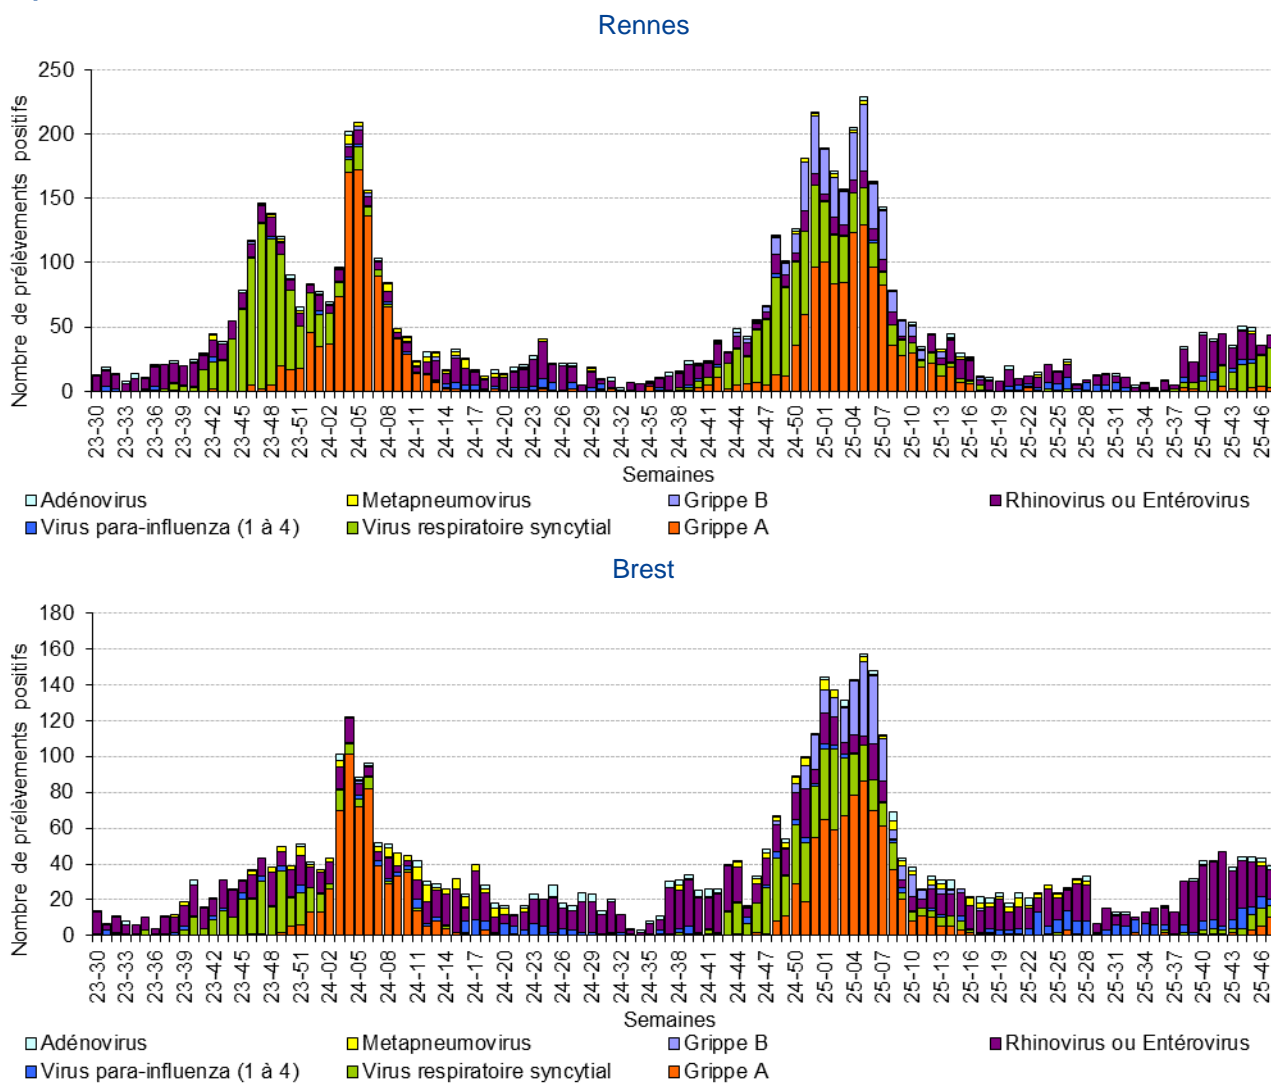 Rennes
Nombre de prélèvements positifs
250
200
150
100
50
0
23-30 23-33 23-36 23-39 23-42 23-45 23-48 23-51 24-02 24-05 24-08 24-11 24-14 24-17 24-20 24-23 24-26 24-29 24-32 24-35 24-38 24-41 24-44 24-47 24-50 25-01 25-04 25-07 25-10 25-13 25-16 25-19 25-22 25-25 25-28 25-31 25-34 25-37 25-40 25-43 25-46
Semaines
Adénovirus Metapneumovirus Grippe B Rhinovirus ou Entérovirus
Virus para-influenza (1 à 4) Virus respiratoire syncytial Grippe A
Brest
Nombre de prélèvements positifs
180
160
140
120
100
80
60
40
20
0
23-30 23-33 23-36 23-39 23-42 23-45 23-48 23-51 24-02 24-05 24-08 24-11 24-14 24-17 24-20 24-23 24-26 24-29 24-32 24-35 24-38 24-41 24-44 24-47 24-50 25-01 25-04 25-07 25-10 25-13 25-16 25-19 25-22 25-25 25-28 25-31 25-34 25-37 25-40 25-43 25-46
Semaines
Adénovirus Metapneumovirus Grippe B Rhinovirus ou Entérovirus
Virus para-influenza (1 à 4) Virus respiratoire syncytial Grippe A